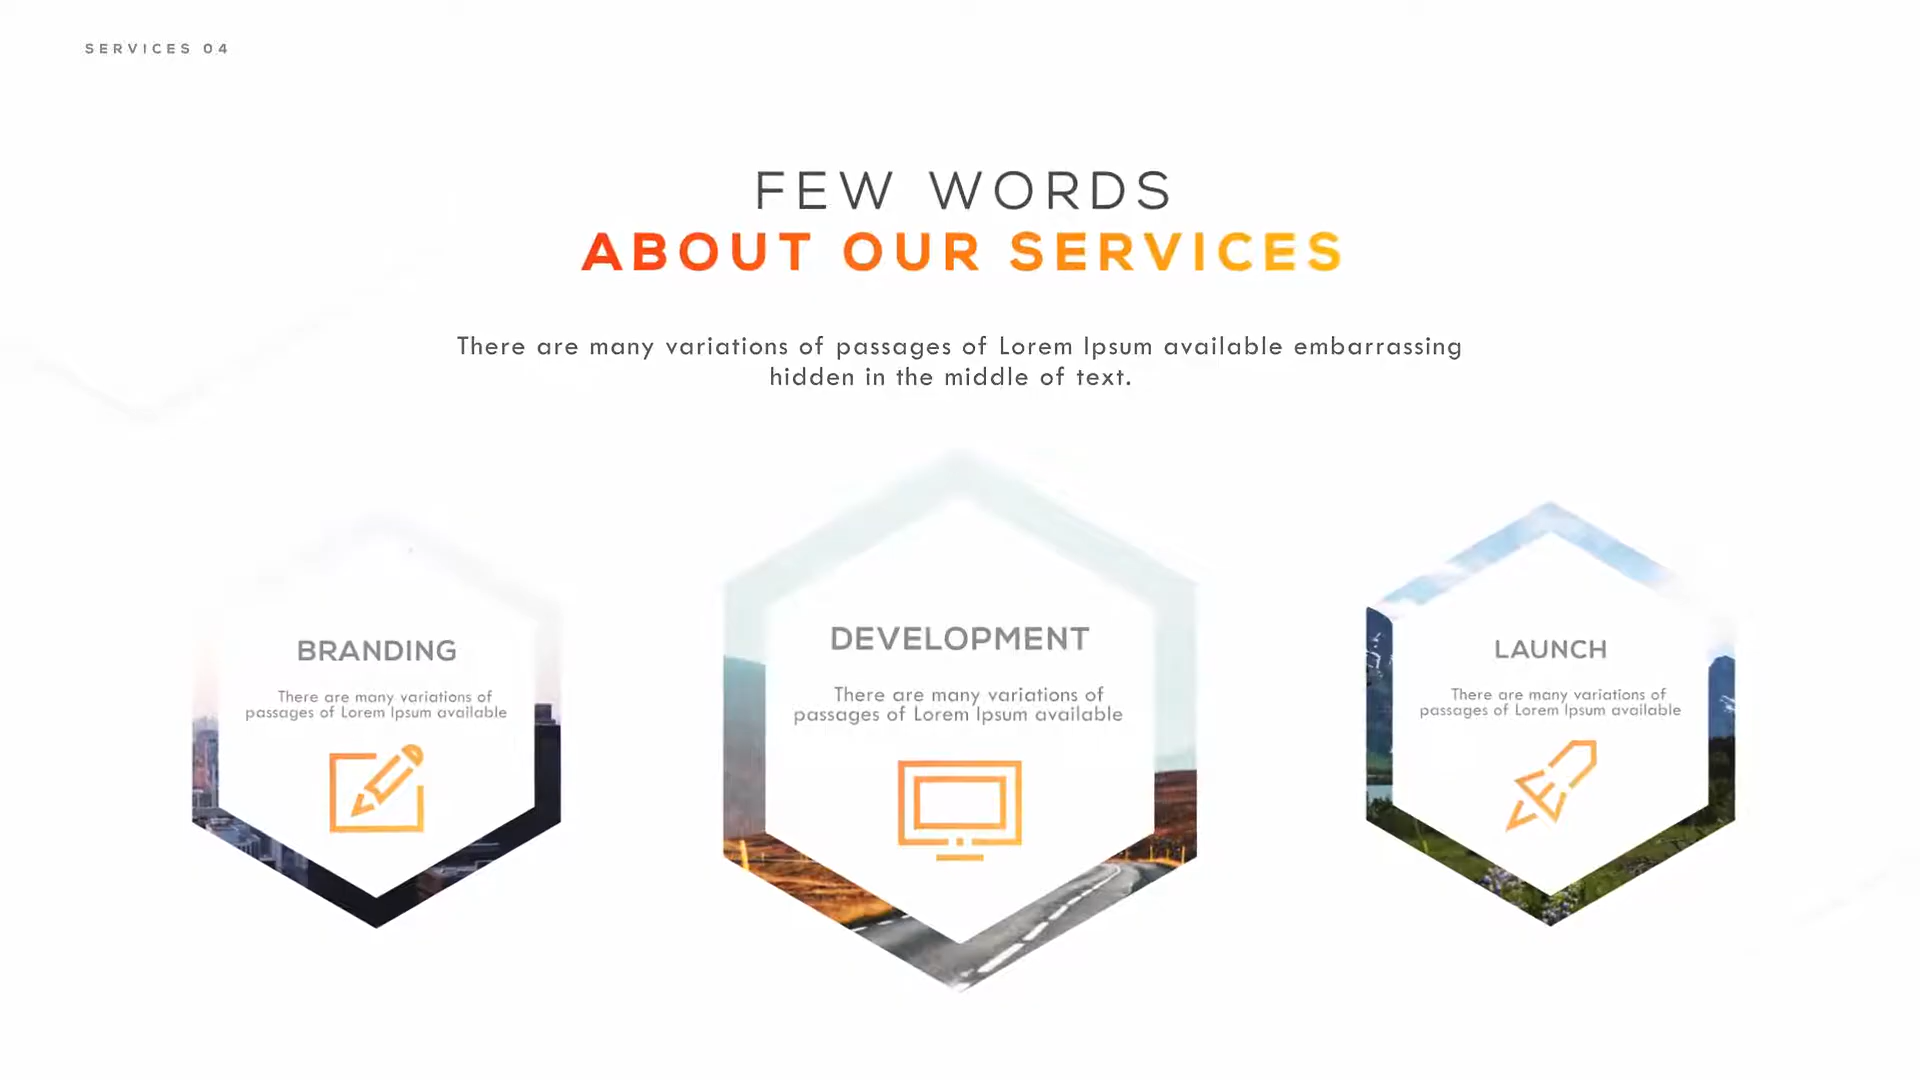 SERVICES 04
FEW WORDS
ABOUT OUR SERVICES
There are many variations of passages of Lorem Ipsum available embarrassing
hidden in the middle of text.
BRANDING
There are many variations of
passages of Lorem Ipsum available
DEVELOPMENT
There are many variations of
passages of Lorem Ipsum available
LAUNCH
There are many variations of
passages of Lorem Ipsum available